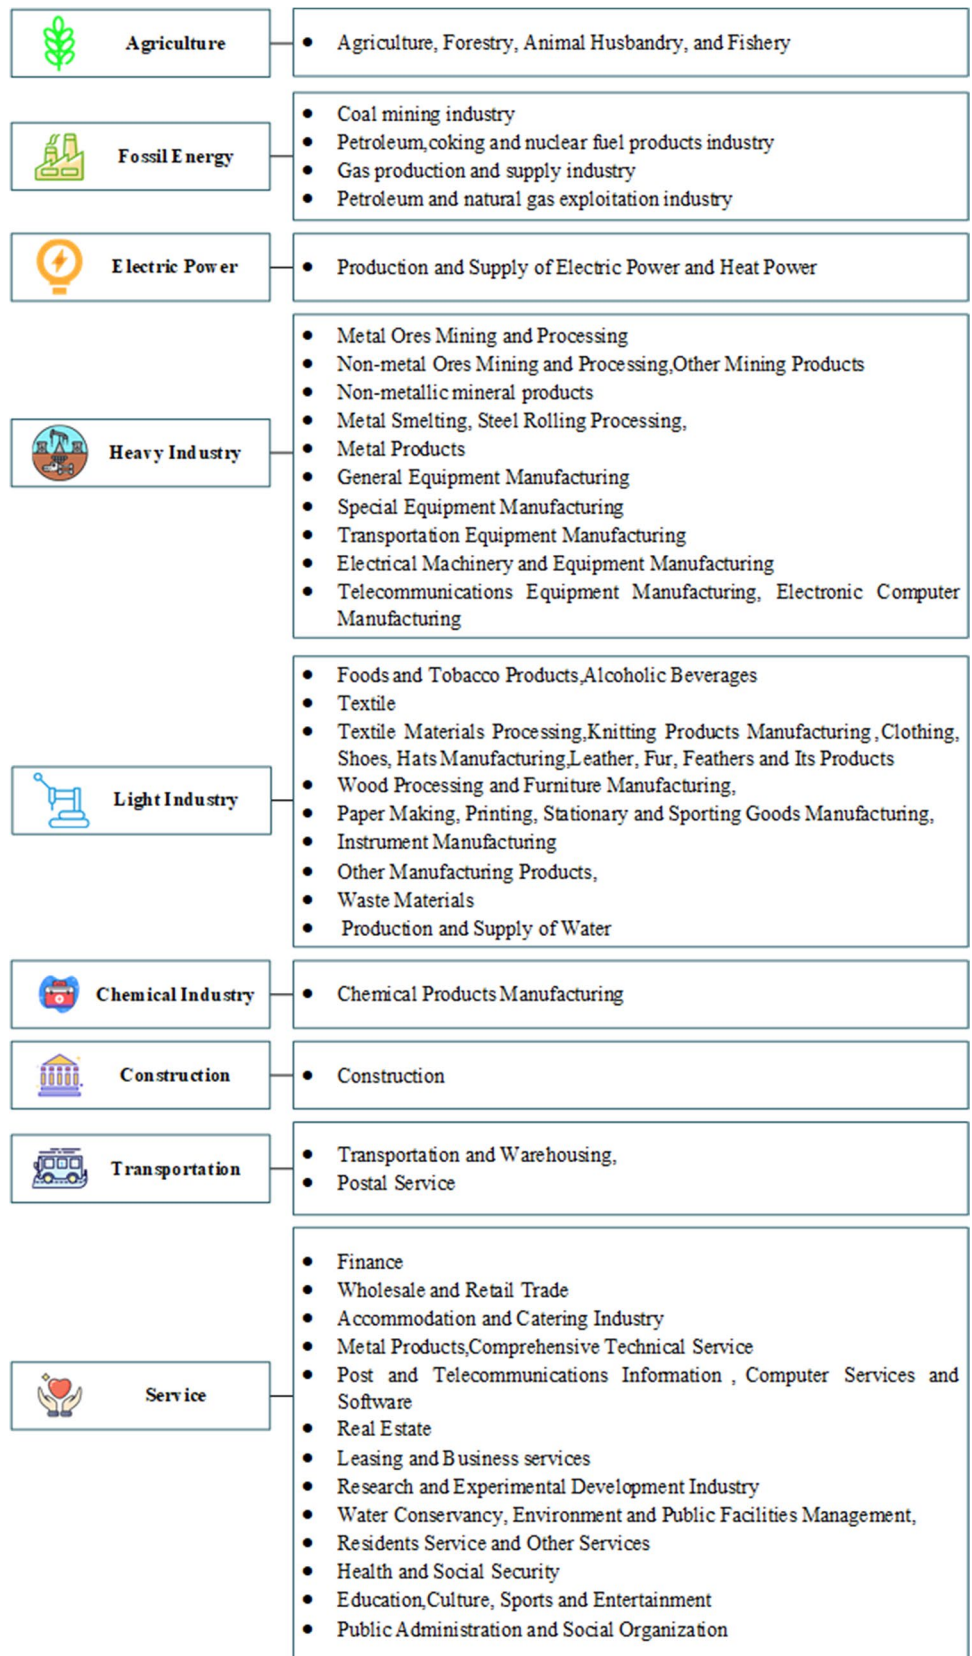 Agriculture
● Agriculture, Forestry, Animal Husbandry, and Fishery
Fossil Energy
● Coal mining industry
● Petroleum,coking and nuclear fuel products industry
● Gas production and supply industry
● Petroleum and natural gas exploitation industry
Electric Power
● Production and Supply of Electric Power and Heat Power
Heavy Industry
● Metal Ores Mining and Processing
● Non-metal Ores Mining and Processing,Other Mining Products
● Non-metallic mineral products
● Metal Smelting, Steel Rolling Processing,
● Metal Products
● General Equipment Manufacturing
● Special Equipment Manufacturing
● Transportation Equipment Manufacturing
● Electrical Machinery and Equipment Manufacturing
● Telecommunications Equipment Manufacturing, Electronic Computer
Manufacturing
Light Industry
● Foods and Tobacco Products,Alcoholic Beverages
● Textile
● Textile Materials Processing,Knitting Products Manufacturing,Clothing,
Shoes, Hats Manufacturing,Leather, Fur, Feathers and Its Products
● Wood Processing and Furniture Manufacturing,
● Paper Making, Printing, Stationary and Sporting Goods Manufacturing,
● Instrument Manufacturing
● Other Manufacturing Products,
● Waste Materials
● Production and Supply of Water
Chemical Industry
● Chemical Products Manufacturing
Construction
● Construction
Transportation
● Transportation and Warehousing,
● Postal Service
Service
● Finance
● Wholesale and Retail Trade
● Accommodation and Catering Industry
● Metal Products,Comprehensive Technical Service
● Post and Telecommunications Information , Computer Services and
Software
● Real Estate
● Leasing and Business services
● Research and Experimental Development Industry
● Water Conservancy, Environment and Public Facilities Management,
● Residents Service and Other Services
● Health and Social Security
● Education,Culture, Sports and Entertainment
● Public Administration and Social Organization